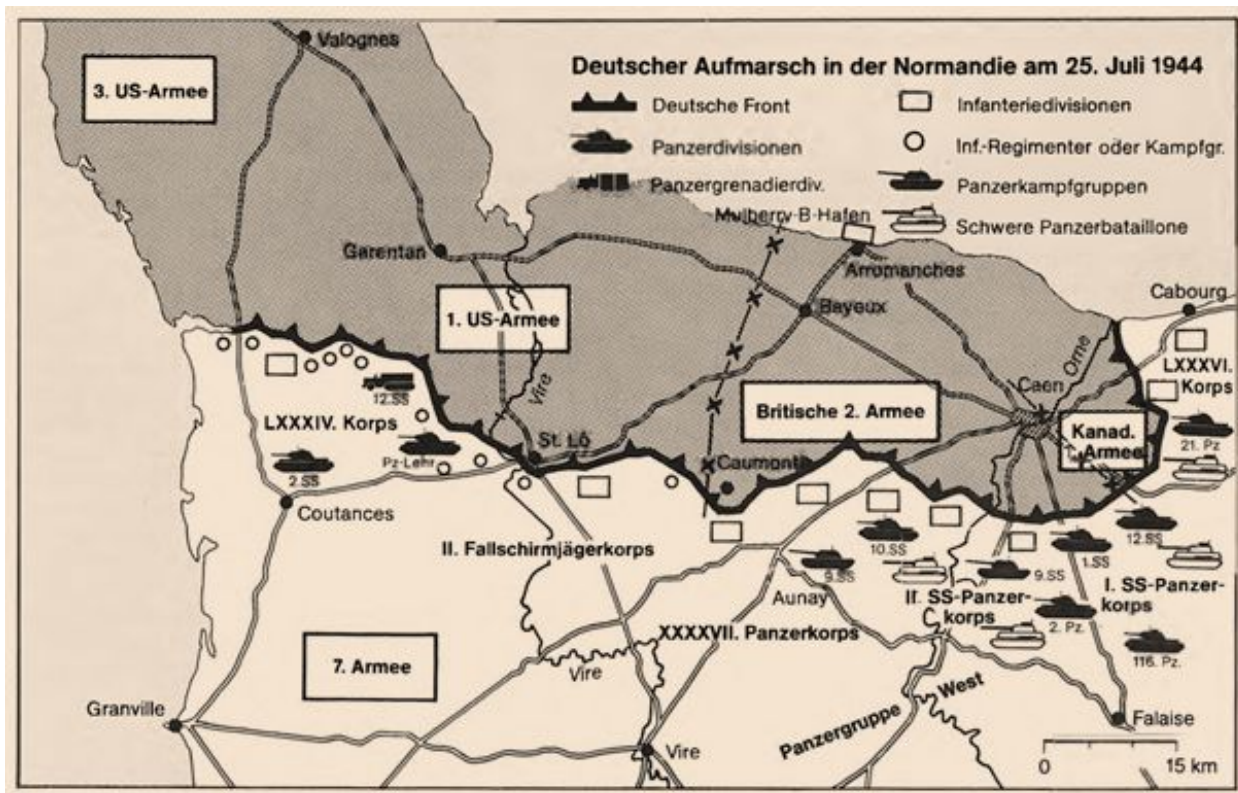 Valognes
3. US-Armee
Deutscher Aufmarsch in der Normandie am 25. Juli 1944
Deutsche Front
Infanteriedivisionen
Panzerdivisionen
Inf.-Regimenter oder Kampfgr.
Panzergrenadierdiv.
Panzerkampfgruppen
Schwere Panzerbataillone
Mulberry-B-Hafen
Carentan
Arromanches
Cabourg
1. US-Armee
Bayeux
Orne
LXXXVI.
Korps
Caen
12.SS
Vire
Britische 2. Armee
Kanad.
Armee
LXXXIV. Korps
St. Lô
21. Pz
Pz-Lehr
2.SS
Caumont
Coutances
II. Fallschirmjägerkorps
10.SS
12.SS
1.SS
9.SS
9.SS
Aunay
II. SS-Panzer-
korps
I. SS-Panzer-
korps
XXXXVII. Panzerkorps
2. Pz.
116. Pz.
7. Armee
Vire
Granville
Panzergruppe West
Falaise
Vire
0 15 km